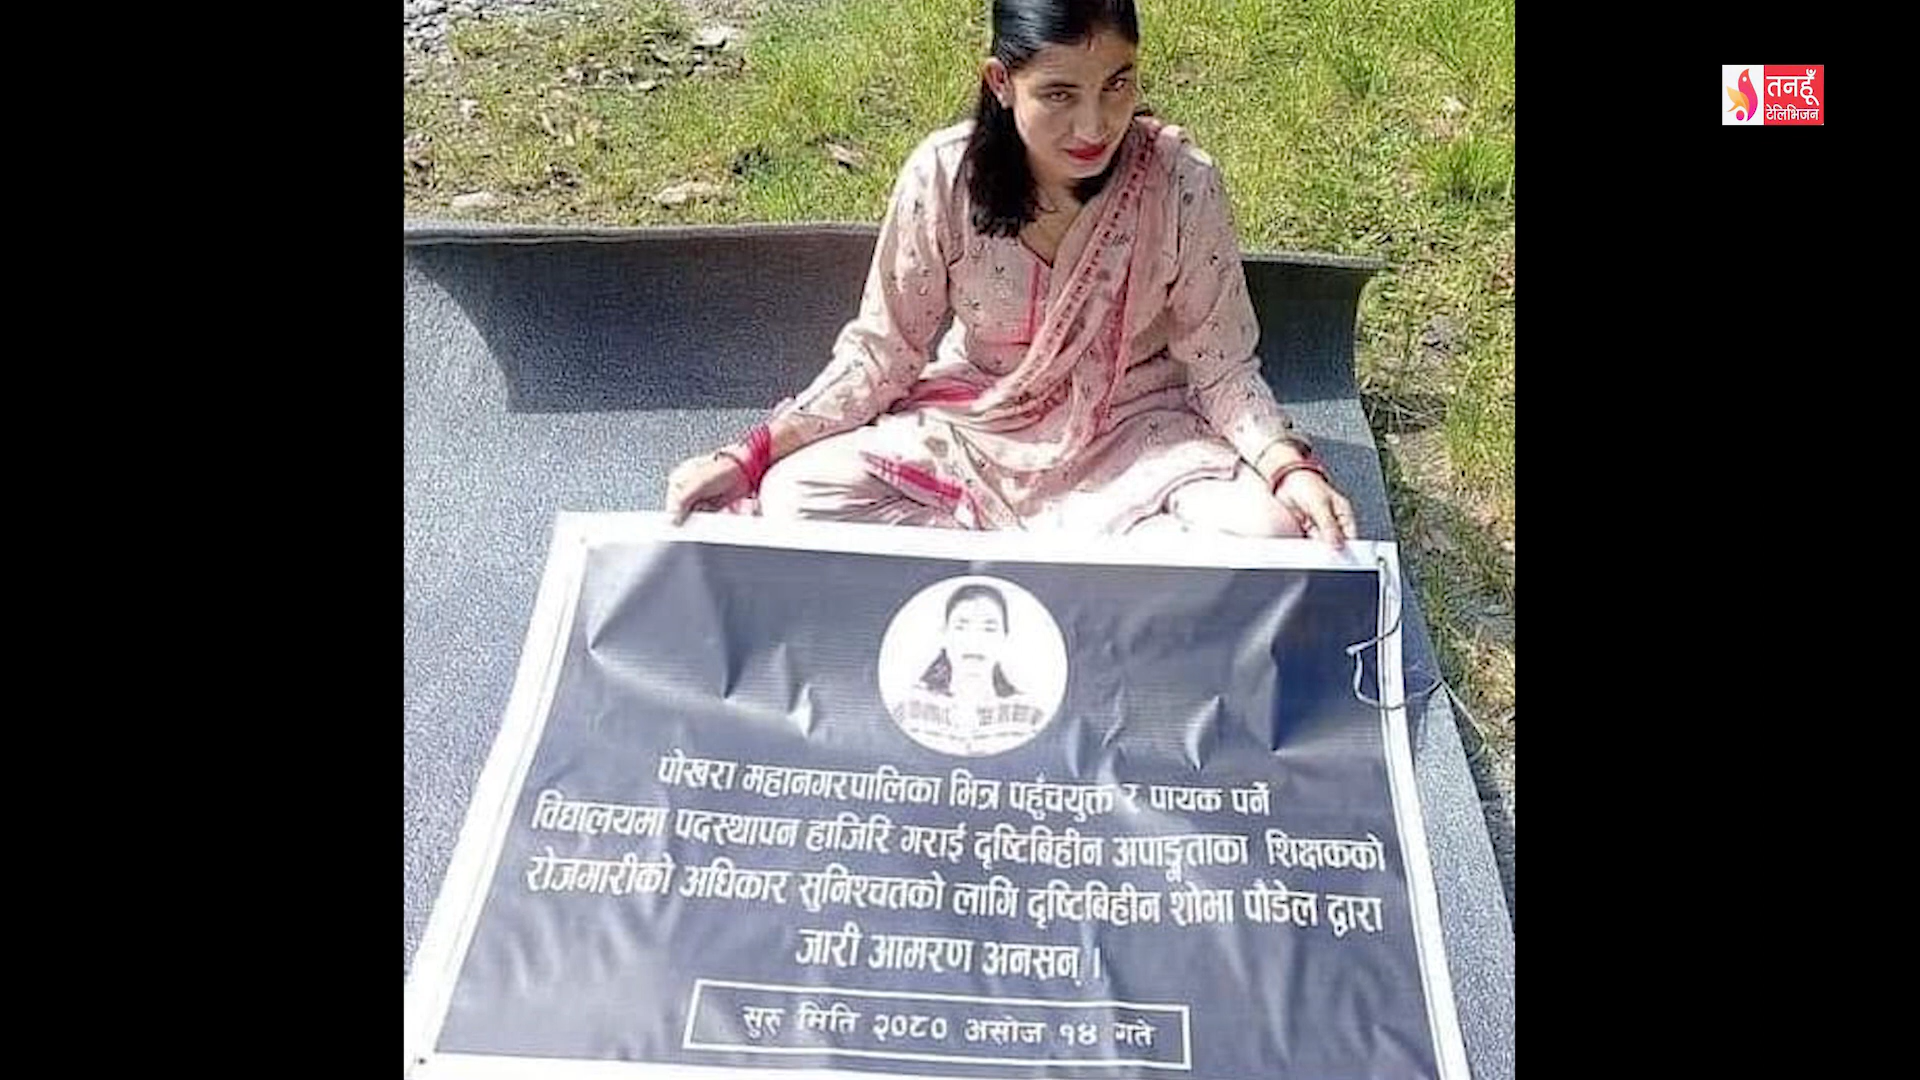 तनहूँ
टेलिभिजन
पोखरा महानगरपालिका भित्र पहुँचयुक्त र पायक पर्ने
विद्यालयमा पदस्थापन हाजिरि गराई दृष्टिबिहीन अपाङ्गताका शिक्षकको
रोजगारीको अधिकार सुनिश्चतको लागि दृष्टिबिहीन शोभा पौडेल द्वारा
जारी आमरण अनसन् ।
सुरु मिति २०८० असोज १४ गते